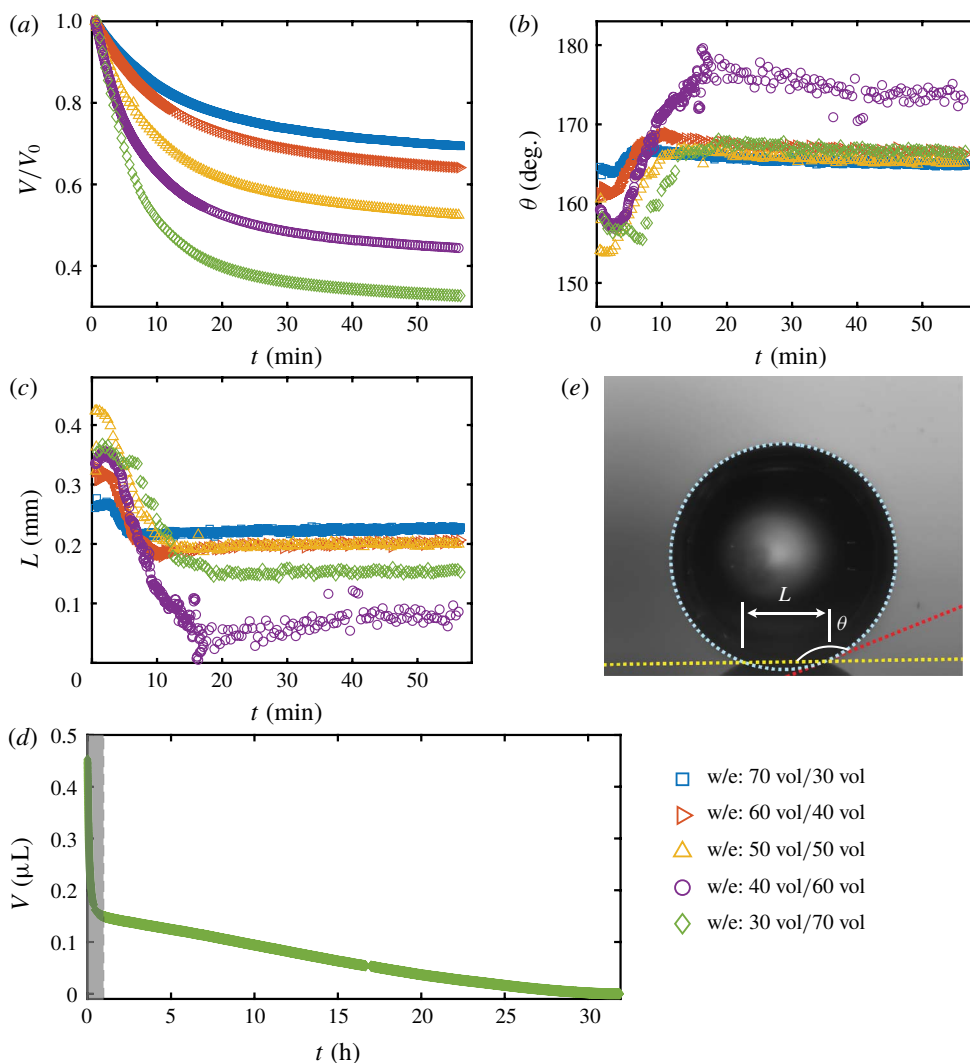 (a)
1.0
0.8
0.6
0.4
V/V0
0 10 20 30 40 50
t (min)
(b)
180
170
160
150
θ (deg.)
0 10 20 30 40 50
t (min)
(c)
0.4
0.3
0.2
0.1
L (mm)
0 10 20 30 40 50
t (min)
(e)
L
θ
(d)
0.5
0.4
0.3
0.2
0.1
0
V (μL)
0 5 10 15 20 25 30
t (h)
w/e: 70 vol/30 vol
w/e: 60 vol/40 vol
w/e: 50 vol/50 vol
w/e: 40 vol/60 vol
w/e: 30 vol/70 vol